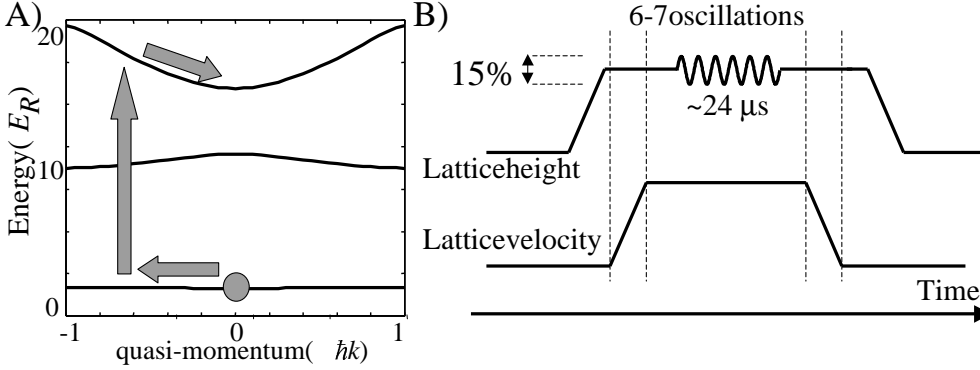 A)
20
10
0
Energy( E_R)
-1 0 1
quasi-momentum( ℏk)
B)
6-7oscillations
15%
~24 μs
Latticeheight
Latticevelocity
Time